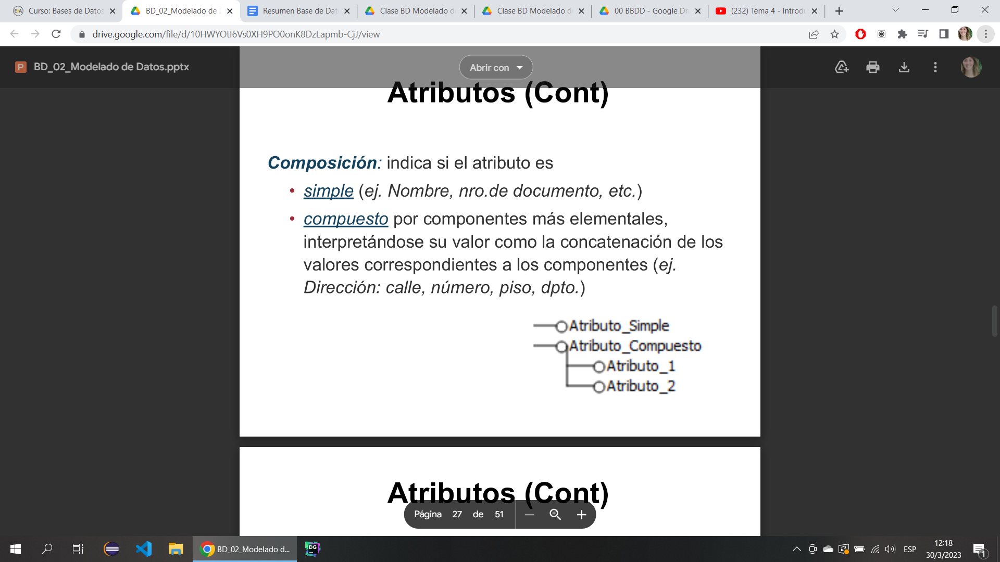 Curso: Bases de Datos
BD_02_Modelado de
Resumen Base de Dat
Clase BD Modelado d
Clase BD Modelado d
00 BBDD - Google Dri
(232) Tema 4 - Introdu
drive.google.com/file/d/10HWYOtI6Vs0XH9PO0onK8DzLapmb-CjJ/view
P BD_02_Modelado de Datos.pptx
Abrir con
Atributos (Cont)
Composición: indica si el atributo es
• simple (ej. Nombre, nro.de documento, etc.)
• compuesto por componentes más elementales,
interpretándose su valor como la concatenación de los
valores correspondientes a los componentes (ej.
Dirección: calle, número, piso, dpto.)
Atributo_Simple
Atributo_Compuesto
Atributo_1
Atributo_2
Atributos (Cont)
Página 27 de 51
BD_02_Modelado d...
DG
ESP
12:18
30/3/2023
1